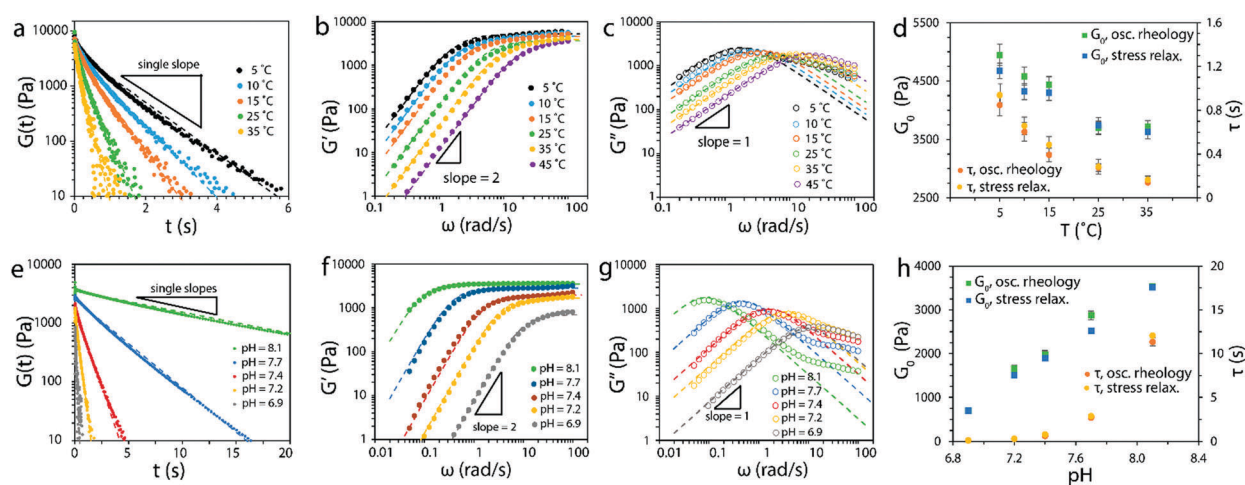 a
G(t) (Pa)
10000
1000
100
10
0
2
4
6
t (s)
single slope
5 ˚C
10 ˚C
15 ˚C
25 ˚C
35 ˚C
b
G' (Pa)
10000
1000
100
10
1
0.1
1
10
100
ω (rad/s)
5 ˚C
10 ˚C
15 ˚C
25 ˚C
35 ˚C
45 ˚C
slope = 2
c
G'' (Pa)
10000
1000
100
10
1
0.1
1
10
100
ω (rad/s)
slope = 1
5 ˚C
10 ˚C
15 ˚C
25 ˚C
35 ˚C
45 ˚C
d
G₀ (Pa)
5500
4500
3500
2500
5
15
25
35
T (˚C)
1.6
1.2
0.8
0.4
0
τ (s)
G₀, osc. rheology
G₀, stress relax.
τ, osc. rheology
τ, stress relax.
e
G(t) (Pa)
10000
1000
100
10
0
5
10
15
20
t (s)
single slopes
pH = 8.1
pH = 7.7
pH = 7.4
pH = 7.2
pH = 6.9
f
G' (Pa)
10000
1000
100
10
1
0.01
0.1
1
10
100
ω (rad/s)
pH = 8.1
pH = 7.7
pH = 7.4
pH = 7.2
pH = 6.9
slope = 2
g
G'' (Pa)
10000
1000
100
10
1
0.01
0.1
1
10
100
ω (rad/s)
slope = 1
pH = 8.1
pH = 7.7
pH = 7.4
pH = 7.2
pH = 6.9
h
G₀ (Pa)
4000
3000
2000
1000
0
6.8
7.2
7.6
8.0
8.4
pH
20
15
10
5
0
τ (s)
G₀, osc. rheology
G₀, stress relax.
τ, osc. rheology
τ, stress relax.